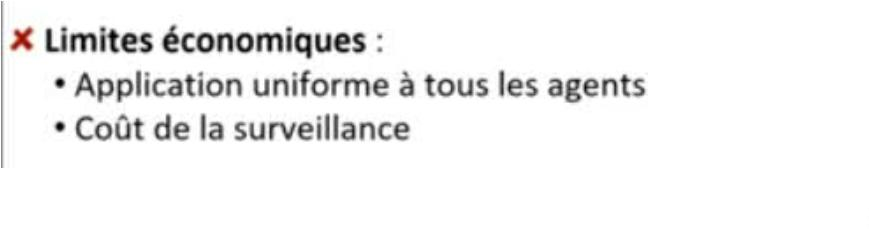 ✘ Limites économiques :
• Application uniforme à tous les agents
• Coût de la surveillance